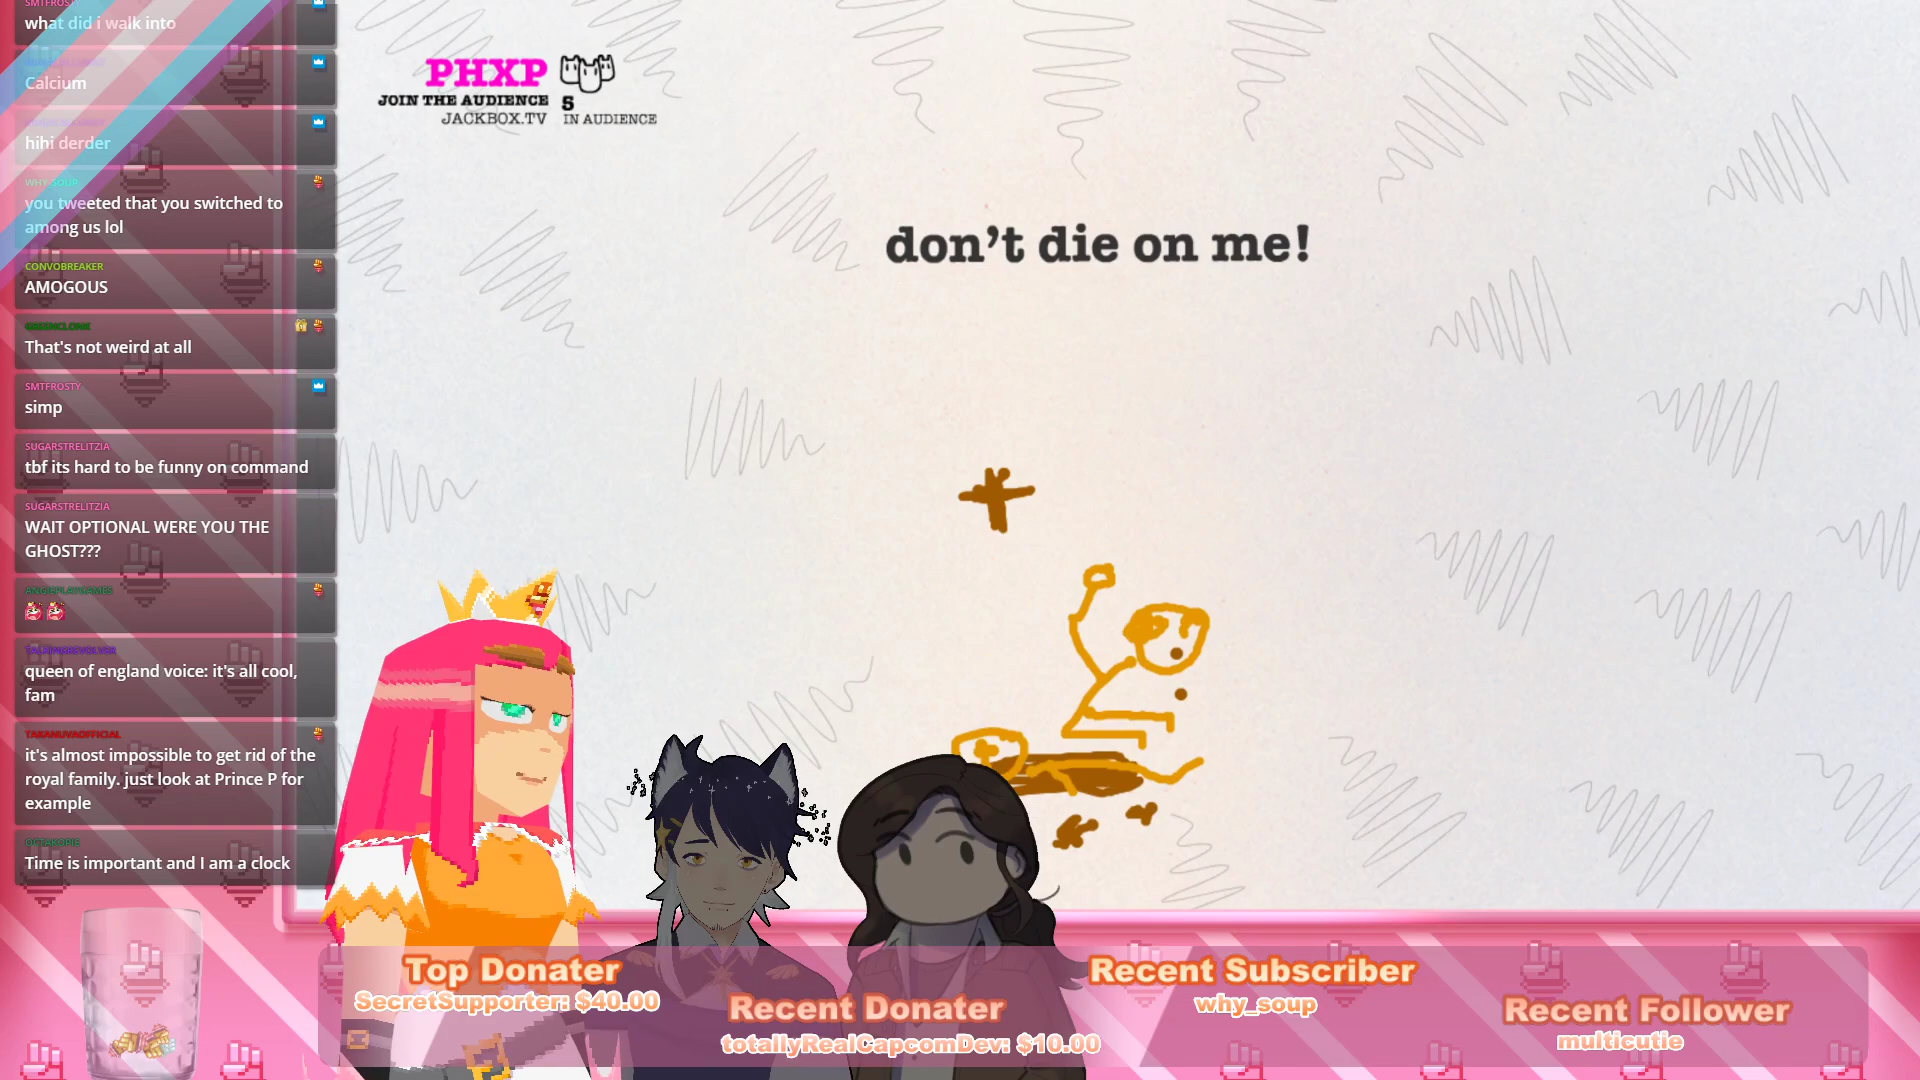 SMTFROSTY
what did i walk into
Calcium
hihi derder
WHY_SOUP
you tweeted that you switched to
among us lol
CONVOBREAKER
AMOGOUS
That's not weird at all
SMTFROSTY
simp
SUGARSTRELITZIA
tbf its hard to be funny on command
SUGARSTRELITZIA
WAIT OPTIONAL WERE YOU THE
GHOST???
queen of england voice: it's all cool,
fam
TAKANUVAOFFICIAL
it's almost impossible to get rid of the
royal family. just look at Prince P for
example
Time is important and I am a clock
PHXP
JOIN THE AUDIENCE
JACKBOX.TV
5
IN AUDIENCE
don't die on me!
Top Donater
SecretSupporter: $40.00
Recent Donater
totallyRealCapcomDev: $10.00
Recent Subscriber
why_soup
Recent Follower
multicutie